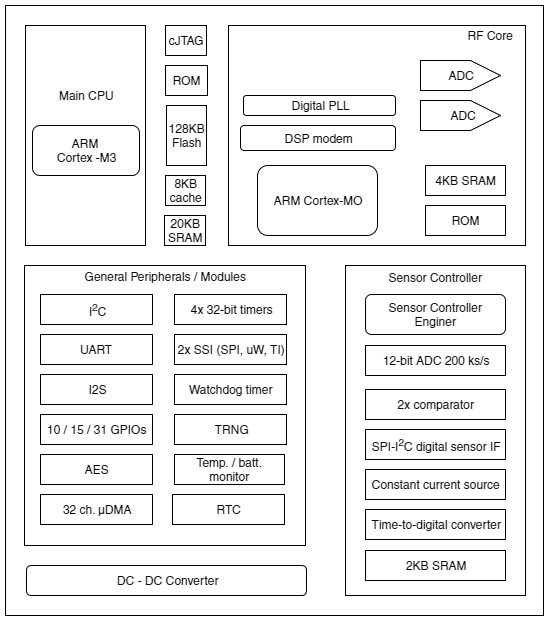 cJTAG
RF Core
Main CPU
ROM
ADC
ARM
Cortex -M3
128KB
Flash
Digital PLL
ADC
DSP modem
8KB
cache
ARM Cortex-MO
4KB SRAM
20KB
SRAM
ROM
General Peripherals / Modules
I2C
4x 32-bit timers
UART
2x SSI (SPI, uW, TI)
I2S
Watchdog timer
10 / 15 / 31 GPIOs
TRNG
AES
Temp. / batt.
monitor
32 ch. µDMA
RTC
DC - DC Converter
Sensor Controller
Sensor Controller
Enginer
12-bit ADC 200 ks/s
2x comparator
SPI-I2C digital sensor IF
Constant current source
Time-to-digital converter
2KB SRAM